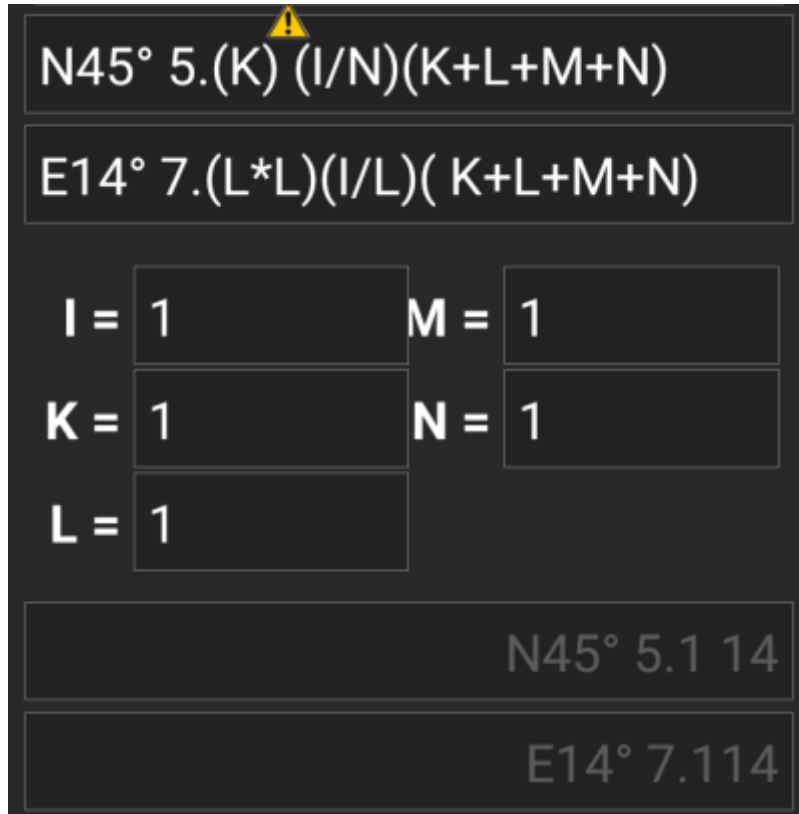 N45° 5.(K) (I/N)(K+L+M+N)
E14° 7.(L*L)(I/L)( K+L+M+N)
I = 1 M = 1
K = 1 N = 1
L = 1
N45° 5.1 14
E14° 7.114